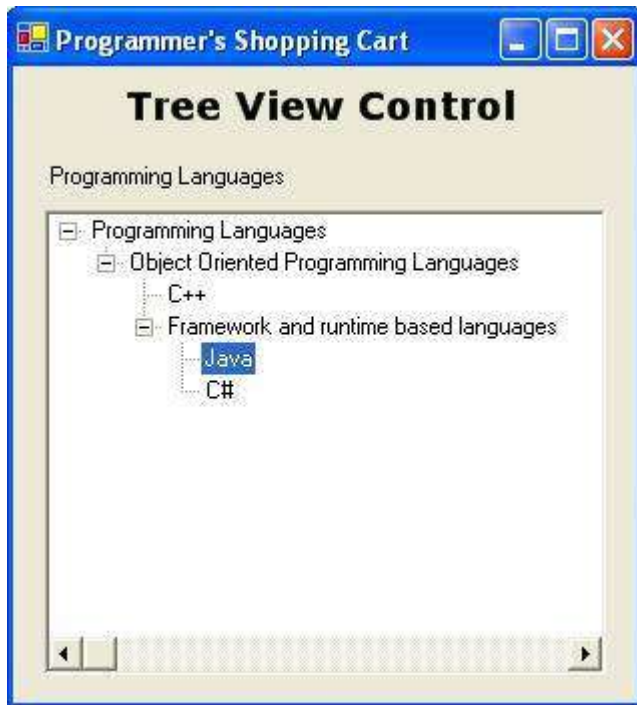 Programmer's Shopping Cart
Tree View Control
Programming Languages
Programming Languages
Object Oriented Programming Languages
C++
Framework and runtime based languages
Java
C#